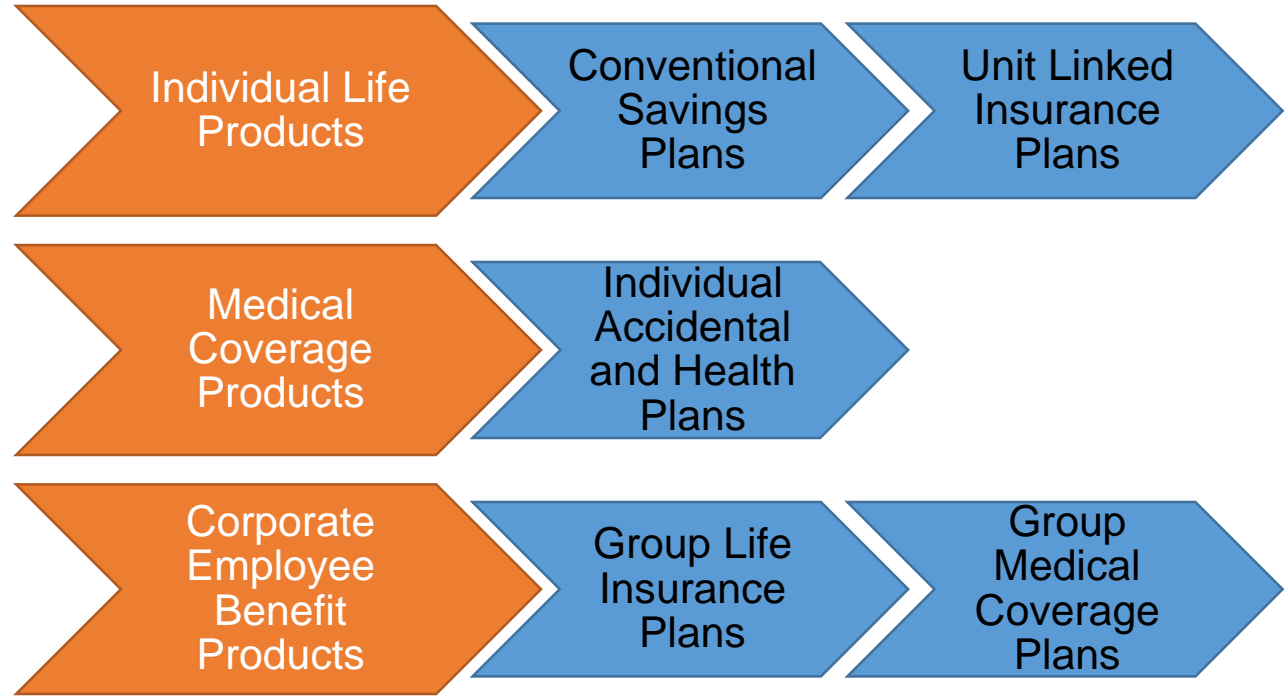 Individual Life
Products
Conventional
Savings
Plans
Unit Linked
Insurance
Plans
Medical
Coverage
Products
Individual
Accidental
and Health
Plans
Corporate
Employee
Benefit
Products
Group Life
Insurance
Plans
Group
Medical
Coverage
Plans